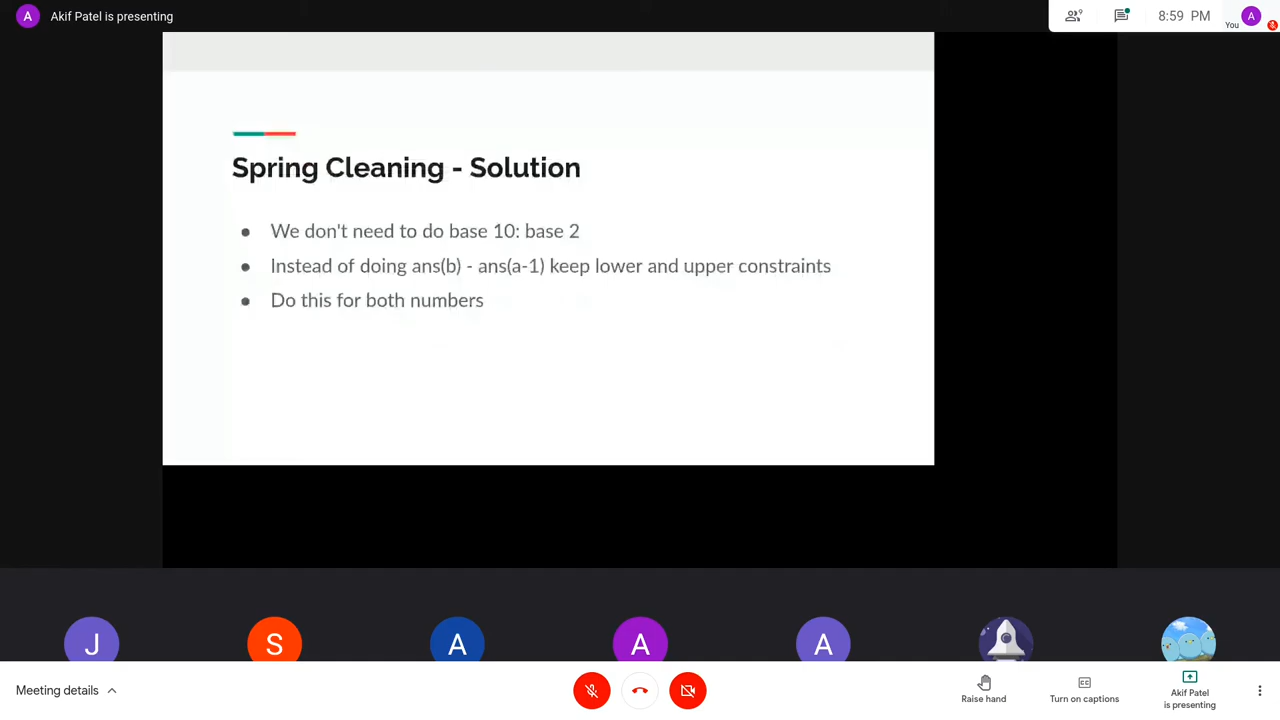 A Akif Patel is presenting
9
8:59 PM
You A
Spring Cleaning - Solution
● We don't need to do base 10: base 2
● Instead of doing ans(b) - ans(a-1) keep lower and upper constraints
● Do this for both numbers
J S A A A
Meeting details
Raise hand
CC
Turn on captions
Akif Patel
is presenting